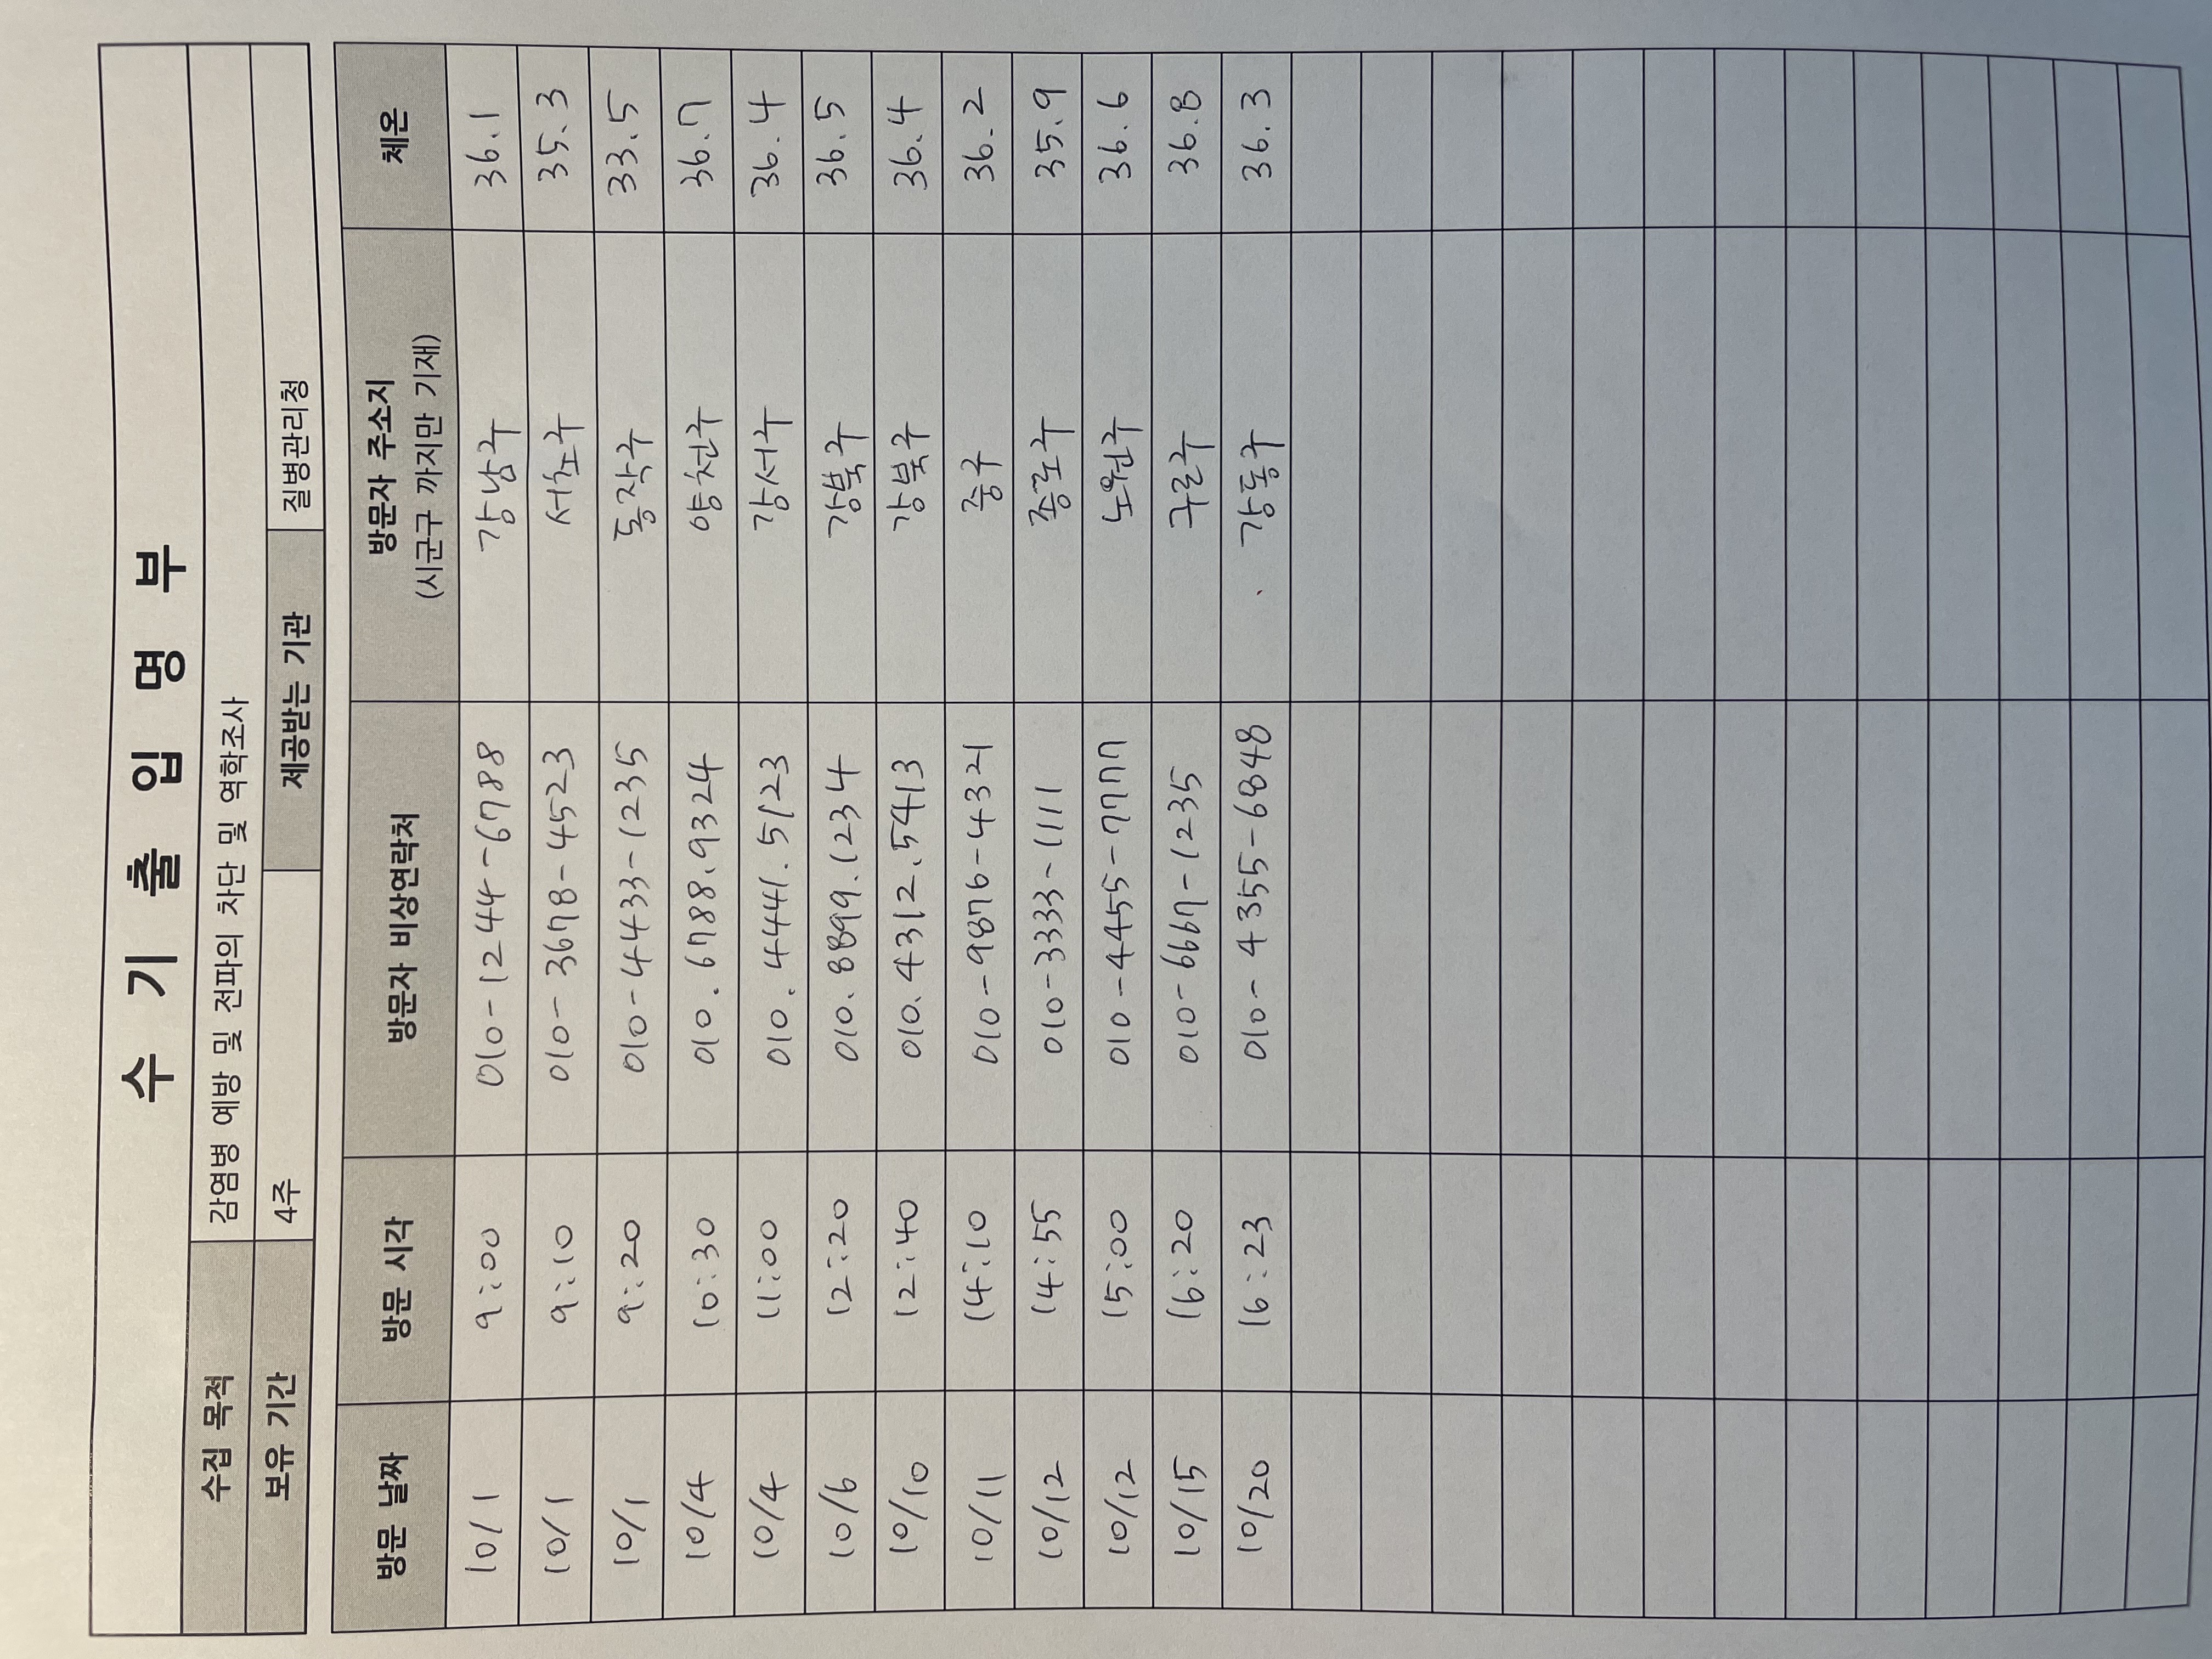 수 기 출 입 명 부
수집 목적 감염병 예방 및 전파의 차단 및 역학조사
보유 기간 4주 제공받는 기관 질병관리청
방문 날짜 방문 시각 방문자 비상연락처 방문자 주소지 (시군구 까지만 기재) 체온
10/1 9:00 010-1244-6788 강남구 36.1
10/1 9:10 010-3678-4523 서초구 35.3
10/1 9:20 010-4433-1235 동작구 33.5
10/4 10:30 010.6788.9324 양천구 36.7
10/4 11:00 010.4441.5123 강서구 36.4
10/6 12:20 010.8899.1234 강북구 36.5
10/10 12:40 010.4312.5413 강북구 36.4
10/11 14:10 010-9876-4321 중구 36.2
10/12 14:55 010-3333-1111 종로구 35.9
10/12 15:00 010-4455-7777 노원구 36.6
10/15 16:20 010-6667-1235 구로구 36.8
10/20 16:23 010-4355-6848 강동구 36.3